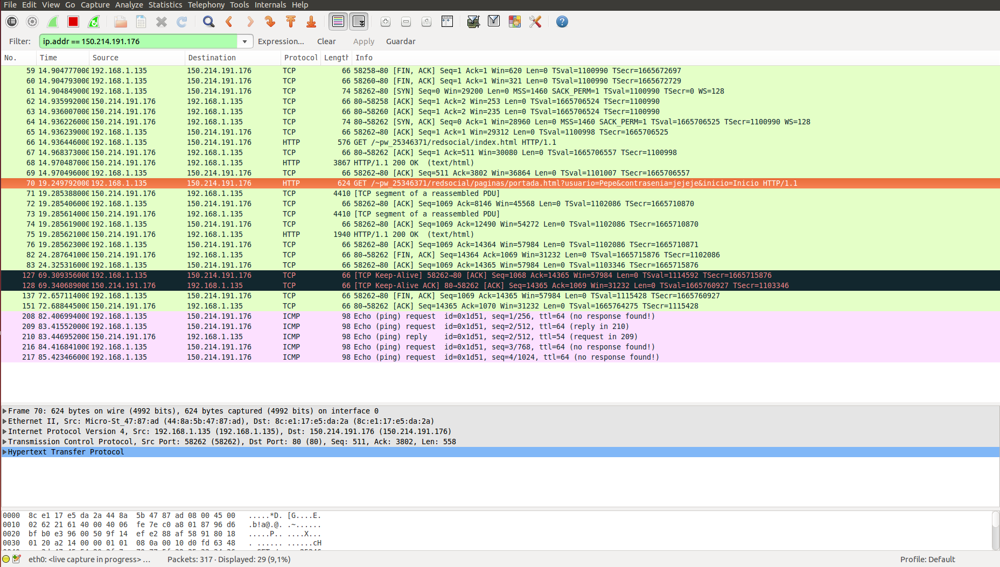 File Edit View Go Capture Analyze Statistics Telephony Tools Internals Help
Filter: ip.addr == 150.214.191.176 Expression... Clear Apply Guardar
No. Time Source Destination Protocol Length Info
59 14.904777000 192.168.1.135 150.214.191.176 TCP 66 58258→80 [FIN, ACK] Seq=1 Ack=1 Win=620 Len=0 TSval=1100990 TSecr=1665672697
60 14.904793000 192.168.1.135 150.214.191.176 TCP 66 58260→80 [FIN, ACK] Seq=1 Ack=1 Win=321 Len=0 TSval=1100990 TSecr=1665672729
61 14.904849000 192.168.1.135 150.214.191.176 TCP 74 58262→80 [SYN] Seq=0 Win=29200 Len=0 MSS=1460 SACK_PERM=1 TSval=1100990 TSecr=0 WS=128
62 14.935992000 150.214.191.176 192.168.1.135 TCP 66 80→58258 [ACK] Seq=1 Ack=2 Win=253 Len=0 TSval=1665706524 TSecr=1100990
63 14.936007000 150.214.191.176 192.168.1.135 TCP 66 80→58260 [ACK] Seq=1 Ack=2 Win=235 Len=0 TSval=1665706524 TSecr=1100990
64 14.936226000 150.214.191.176 192.168.1.135 TCP 74 80→58262 [SYN, ACK] Seq=0 Ack=1 Win=28960 Len=0 MSS=1460 SACK_PERM=1 TSval=1665706525 TSecr=1100990 WS=128
65 14.936239000 192.168.1.135 150.214.191.176 TCP 66 58262→80 [ACK] Seq=1 Ack=1 Win=29312 Len=0 TSval=1100998 TSecr=1665706525
66 14.936446000 192.168.1.135 150.214.191.176 HTTP 576 GET /~pw_25346371/redsocial/index.html HTTP/1.1
67 14.968373000 150.214.191.176 192.168.1.135 TCP 66 80→58262 [ACK] Seq=1 Ack=511 Win=30080 Len=0 TSval=1665706557 TSecr=1100998
68 14.970487000 150.214.191.176 192.168.1.135 HTTP 3867 HTTP/1.1 200 OK (text/html)
69 14.970496000 192.168.1.135 150.214.191.176 TCP 66 58262→80 [ACK] Seq=511 Ack=3802 Win=36864 Len=0 TSval=1101007 TSecr=1665706557
70 19.249792000 192.168.1.135 150.214.191.176 HTTP 624 GET /~pw_25346371/redsocial/paginas/portada.html?usuario=Pepe&contrasenia=jejeje&inicio=Inicio HTTP/1.1
71 19.285388000 150.214.191.176 192.168.1.135 TCP 4410 [TCP segment of a reassembled PDU]
72 19.285406000 192.168.1.135 150.214.191.176 TCP 66 58262→80 [ACK] Seq=1069 Ack=8146 Win=45568 Len=0 TSval=1102086 TSecr=1665710870
73 19.285614000 150.214.191.176 192.168.1.135 TCP 4410 [TCP segment of a reassembled PDU]
74 19.285619000 192.168.1.135 150.214.191.176 TCP 66 58262→80 [ACK] Seq=1069 Ack=12490 Win=54272 Len=0 TSval=1102086 TSecr=1665710870
75 19.285621000 150.214.191.176 192.168.1.135 HTTP 1940 HTTP/1.1 200 OK (text/html)
76 19.285623000 192.168.1.135 150.214.191.176 TCP 66 58262→80 [ACK] Seq=1069 Ack=14364 Win=57984 Len=0 TSval=1102086 TSecr=1665710871
82 24.287641000 150.214.191.176 192.168.1.135 TCP 66 80→58262 [FIN, ACK] Seq=14364 Ack=1069 Win=31232 Len=0 TSval=1665715876 TSecr=1102086
83 24.325316000 192.168.1.135 150.214.191.176 TCP 66 58262→80 [ACK] Seq=1069 Ack=14365 Win=57984 Len=0 TSval=1103346 TSecr=1665715876
127 69.309356000 192.168.1.135 150.214.191.176 TCP 66 [TCP Keep-Alive] 58262→80 [ACK] Seq=1068 Ack=14365 Win=57984 Len=0 TSval=1114592 TSecr=1665715876
128 69.340689000 150.214.191.176 192.168.1.135 TCP 66 [TCP Keep-Alive ACK] 80→58262 [ACK] Seq=14365 Ack=1069 Win=31232 Len=0 TSval=1665760927 TSecr=1103346
137 72.657114000 192.168.1.135 150.214.191.176 TCP 66 58262→80 [FIN, ACK] Seq=1069 Ack=14365 Win=57984 Len=0 TSval=1115428 TSecr=1665760927
151 72.688445000 150.214.191.176 192.168.1.135 TCP 66 80→58262 [ACK] Seq=14365 Ack=1070 Win=31232 Len=0 TSval=1665764275 TSecr=1115428
208 82.406994000 192.168.1.135 150.214.191.176 ICMP 98 Echo (ping) request id=0x1d51, seq=1/256, ttl=64 (no response found!)
209 83.415520000 192.168.1.135 150.214.191.176 ICMP 98 Echo (ping) request id=0x1d51, seq=2/512, ttl=64 (reply in 210)
210 83.446952000 150.214.191.176 192.168.1.135 ICMP 98 Echo (ping) reply id=0x1d51, seq=2/512, ttl=54 (request in 209)
216 84.416841000 192.168.1.135 150.214.191.176 ICMP 98 Echo (ping) request id=0x1d51, seq=3/768, ttl=64 (no response found!)
217 85.423466000 192.168.1.135 150.214.191.176 ICMP 98 Echo (ping) request id=0x1d51, seq=4/1024, ttl=64 (no response found!)
Frame 70: 624 bytes on wire (4992 bits), 624 bytes captured (4992 bits) on interface 0
Ethernet II, Src: Micro-St_47:87:ad (44:8a:5b:47:87:ad), Dst: 8c:e1:17:e5:da:2a (8c:e1:17:e5:da:2a)
Internet Protocol Version 4, Src: 192.168.1.135 (192.168.1.135), Dst: 150.214.191.176 (150.214.191.176)
Transmission Control Protocol, Src Port: 58262 (58262), Dst Port: 80 (80), Seq: 511, Ack: 3802, Len: 558
Hypertext Transfer Protocol
0000 8c e1 17 e5 da 2a 44 8a 5b 47 87 ad 08 00 45 00 .....*D. [G....E.
0010 02 62 21 61 40 00 40 06 fe 7e c0 a8 01 87 96 d6 .b!a@.@. .~......
0020 bf b0 e3 96 00 50 9f 14 ef e2 88 af 58 91 80 18 .....P.. ....X...
0030 01 20 a2 14 00 00 01 01 08 0a 00 10 d0 fd 63 48 . ...... ......cH
eth0: <live capture in progress> ... Packets: 317 · Displayed: 29 (9,1%) Profile: Default